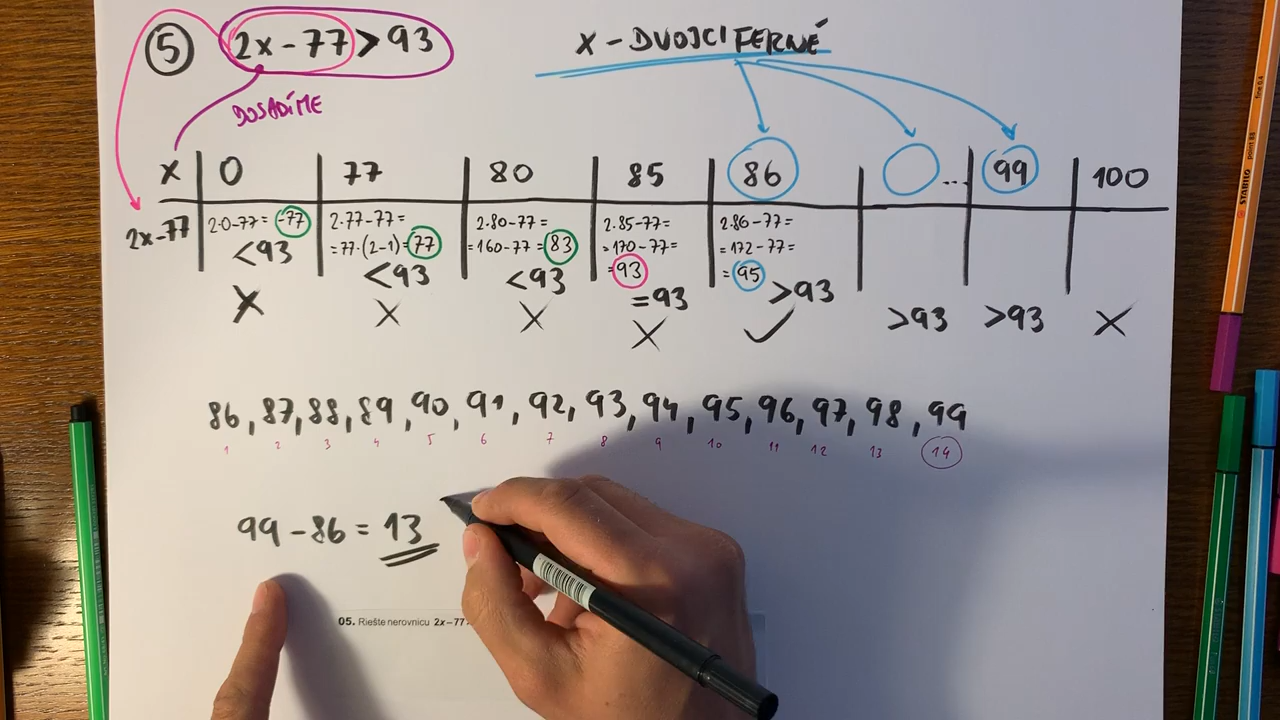 5 2x-77>93 X-DVOJCIFERNÉ
DOSADÍME
X 0 77 80 85 86 ... 99 100
2x-77 2·0-77= -77 2·77-77= 2·80-77= 2·85-77= 2·86-77=
<93 =77·(2-1)=77 =160-77=83 =170-77= =172-77=
X <93 <93 =93 =95
X X =93 >93 >93 >93 X
X ✓
86, 87, 88, 89, 90, 91, 92, 93, 94, 95, 96, 97, 98, 99
1 2 3 4 5 6 7 8 9 10 11 12 13 14
99-86=13
05. Riešte nerovnicu 2x-77
STABILO point 88